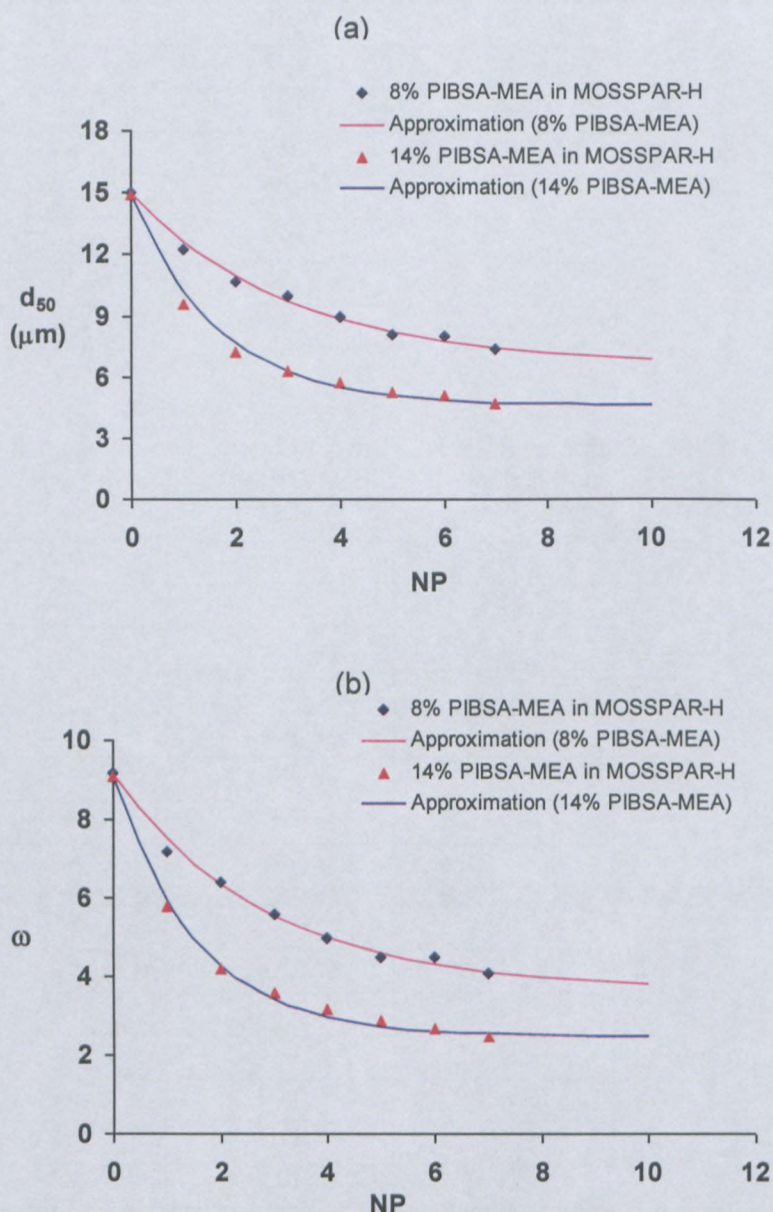 (a)
8% PIBSA-MEA in MOSSPAR-H
Approximation (8% PIBSA-MEA)
14% PIBSA-MEA in MOSSPAR-H
Approximation (14% PIBSA-MEA)
18
15
12
9
6
3
0
d₅₀
(μm)
0 2 4 6 8 10 12
NP
(b)
8% PIBSA-MEA in MOSSPAR-H
Approximation (8% PIBSA-MEA)
14% PIBSA-MEA in MOSSPAR-H
Approximation (14% PIBSA-MEA)
10
8
6
4
2
0
ω
0 2 4 6 8 10 12
NP